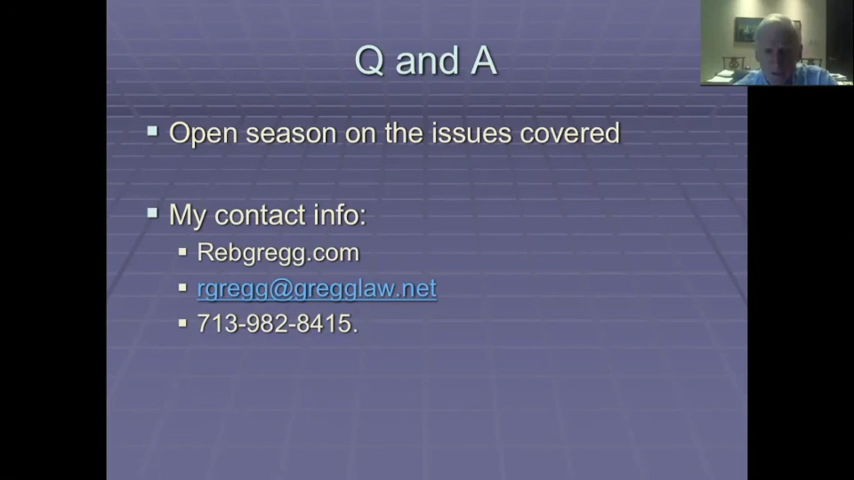 Q and A
Open season on the issues covered
My contact info:
Rebgregg.com
rgregg@gregglaw.net
713-982-8415.